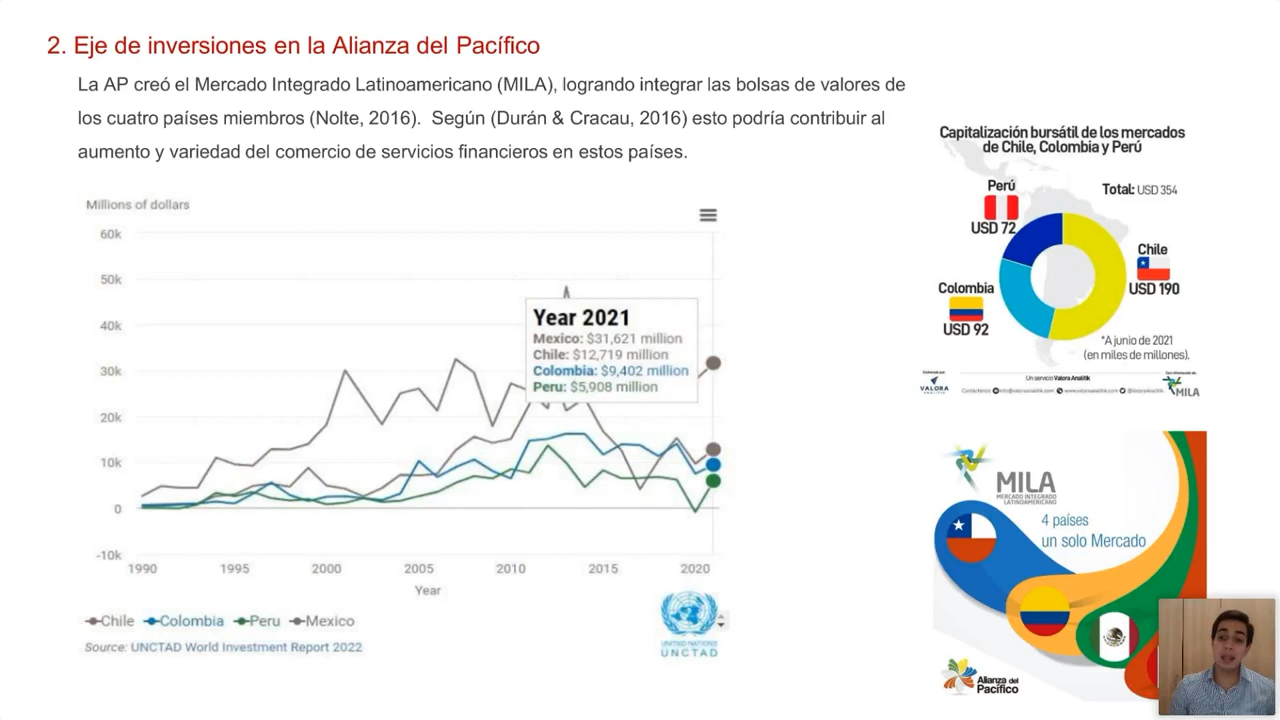 2. Eje de inversiones en la Alianza del Pacífico
La AP creó el Mercado Integrado Latinoamericano (MILA), logrando integrar las bolsas de valores de
los cuatro países miembros (Nolte, 2016). Según (Durán & Cracau, 2016) esto podría contribuir al
aumento y variedad del comercio de servicios financieros en estos países.
Millions of dollars
60k
50k
40k
30k
20k
10k
0
-10k
1990
1995
2000
2005
2010
2015
2020
Year
Year 2021
Mexico: $31,621 million
Chile: $12,719 million
Colombia: $9,402 million
Peru: $5,908 million
Chile Colombia Peru Mexico
Source: UNCTAD World Investment Report 2022
UNITED NATIONS
UNCTAD
Capitalización bursátil de los mercados
de Chile, Colombia y Perú
Total: USD 354
Perú
USD 72
Chile
USD 190
Colombia
USD 92
*A junio de 2021
(en miles de millones).
Un servicio Valora Analitik
VALORA
ANALITIK
MILA
MILA
MERCADO INTEGRADO
LATINOAMERICANO
4 países
un solo Mercado
Alianza del
Pacífico